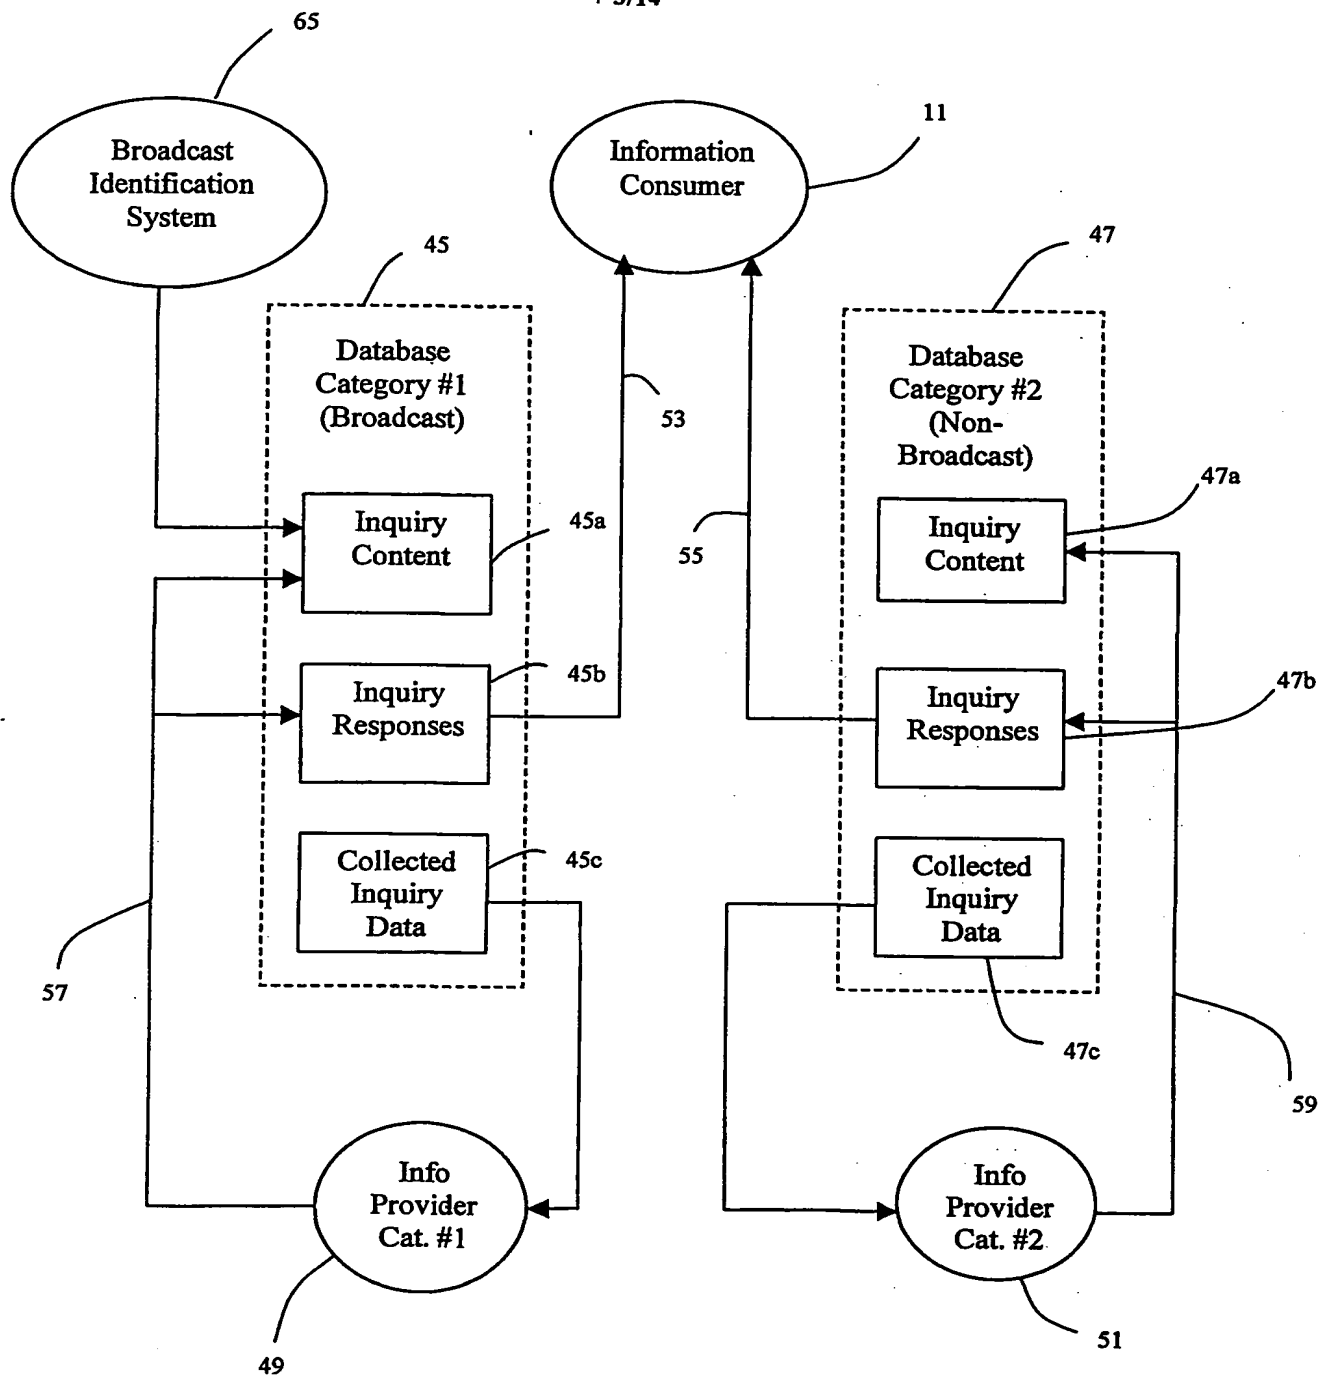 65
Broadcast
Identification
System
Information
Consumer
11
45
47
Database
Category #1
(Broadcast)
Database
Category #2
(Non-
Broadcast)
53
55
Inquiry
Content
45a
Inquiry
Content
47a
Inquiry
Responses
45b
Inquiry
Responses
47b
Collected
Inquiry
Data
45c
Collected
Inquiry
Data
47c
57
59
Info
Provider
Cat. #1
Info
Provider
Cat. #2
49
51